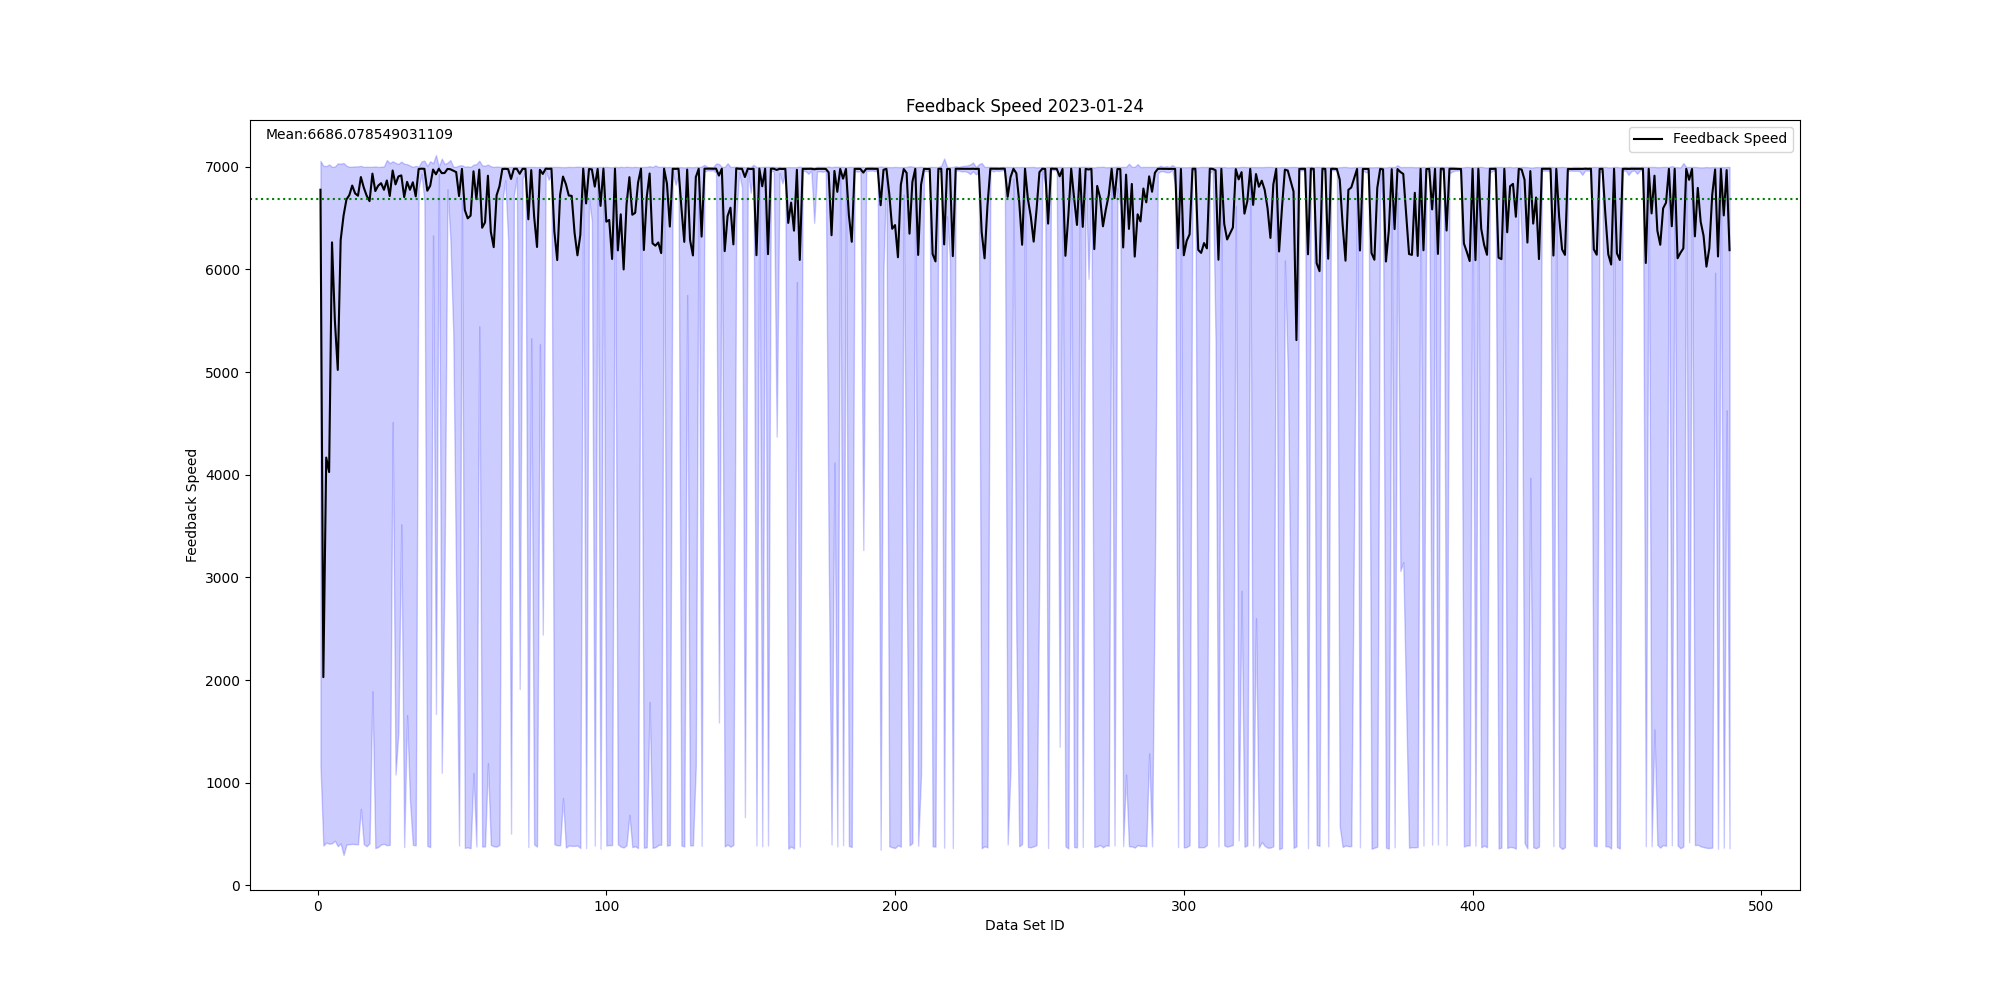 Feedback Speed 2023-01-24
Mean:6686.078549031109
Feedback Speed
7000
6000
5000
4000
3000
2000
1000
0
Feedback Speed
0 100 200 300 400 500
Data Set ID